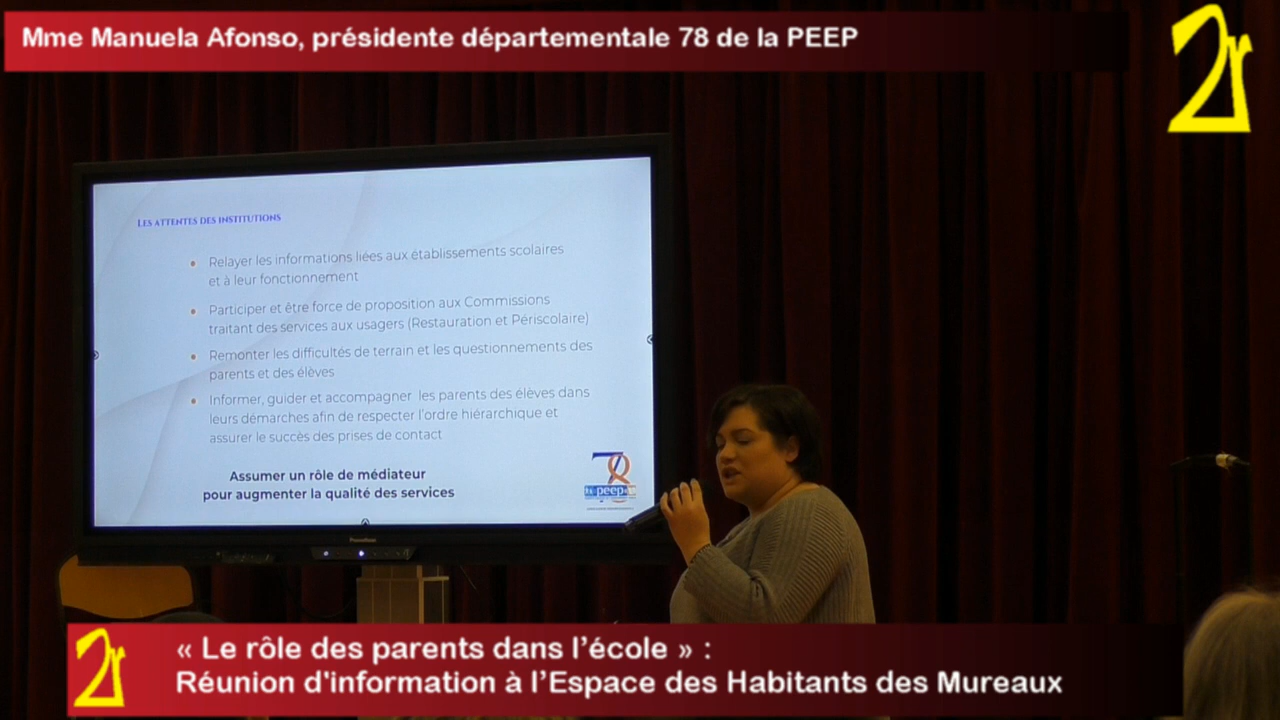 Mme Manuela Afonso, présidente départementale 78 de la PEEP
2r
LES ATTENTES DES INSTITUTIONS
Relayer les informations liées aux établissements scolaires
et à leur fonctionnement
Participer et être force de proposition aux Commissions
traitant des services aux usagers (Restauration et Périscolaire)
Remonter les difficultés de terrain et les questionnements des
parents et des élèves
Informer, guider et accompagner les parents des élèves dans
leurs démarches afin de respecter l'ordre hiérarchique et
assurer le succès des prises de contact
Assumer un rôle de médiateur
pour augmenter la qualité des services
78
peep
Promethean
2r
« Le rôle des parents dans l'école » :
Réunion d'information à l'Espace des Habitants des Mureaux